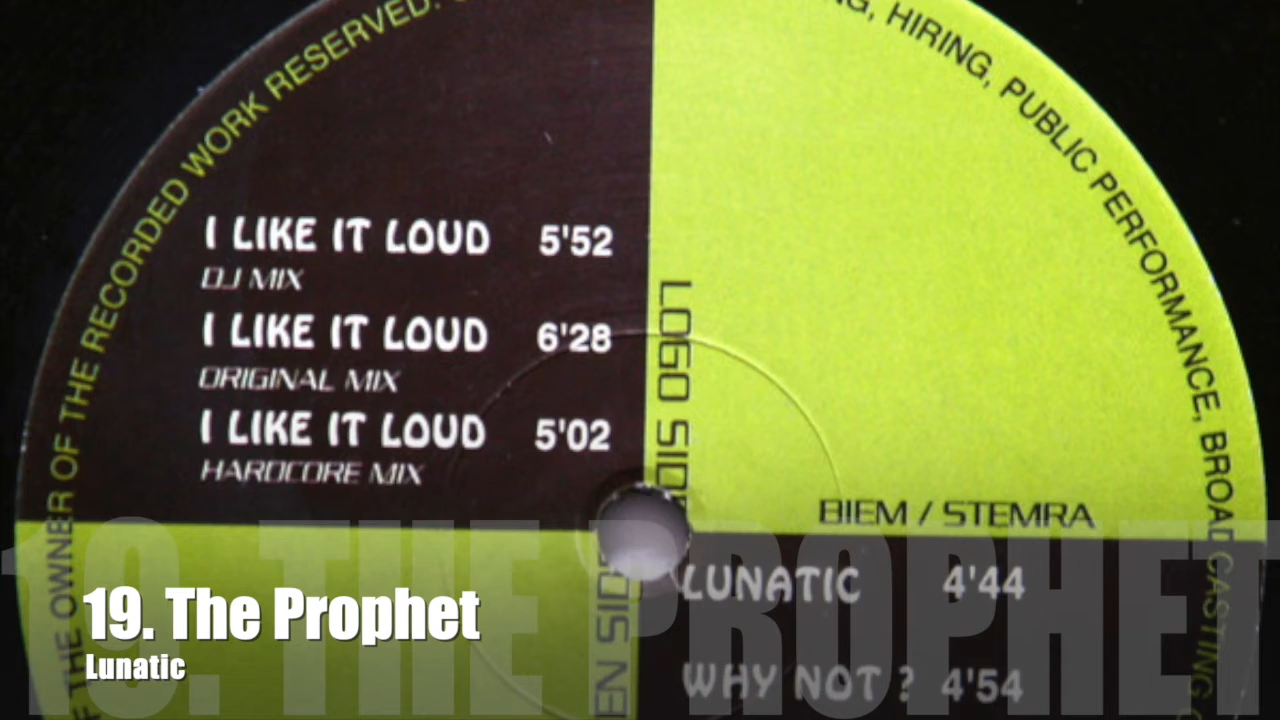 F THE OWNER OF THE RECORDED WORK RESERVED.
HIRING, PUBLIC PERFORMANCE, BROADCASTING
I LIKE IT LOUD 5'52
DJ MIX
I LIKE IT LOUD 6'28
ORIGINAL MIX
I LIKE IT LOUD 5'02
HARDCORE MIX
LOGO SIDE
BIEM / STEMRA
LUNATIC 4'44
WHY NOT ? 4'54
EN SIDE
19. THE PROPHET
19. The Prophet
Lunatic